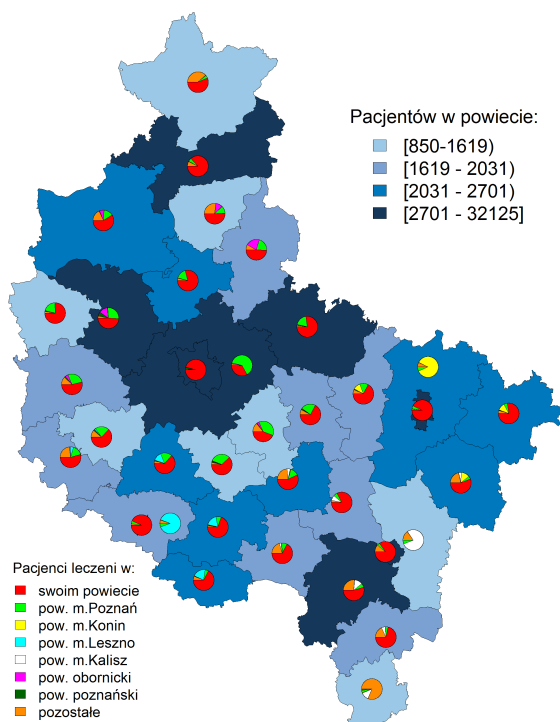 Pacjentów w powiecie:
[850-1619)
[1619 - 2031)
[2031 - 2701)
[2701 - 32125]
Pacjenci leczeni w:
swoim powiecie
pow. m.Poznań
pow. m.Konin
pow. m.Leszno
pow. m.Kalisz
pow. obornicki
pow. poznański
pozostałe